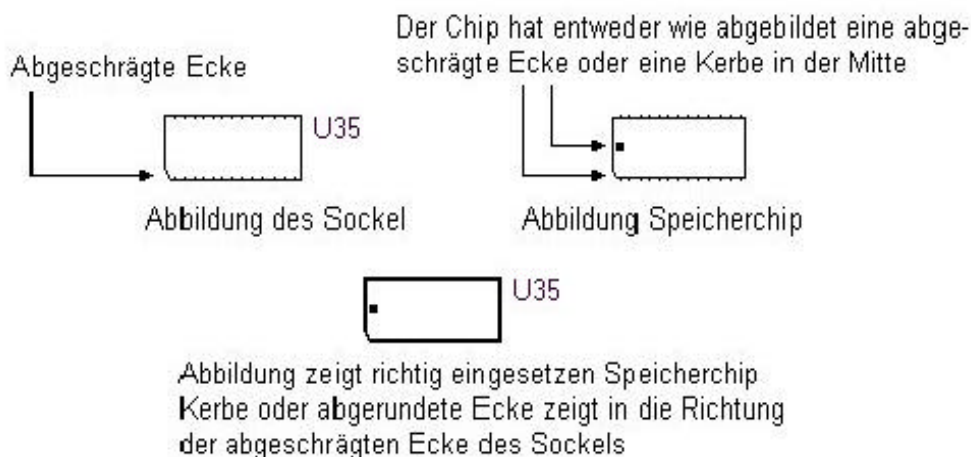 Der Chip hat entweder wie abgebildet eine abge-
schrägte Ecke oder eine Kerbe in der Mitte
Abgeschrägte Ecke
U35
Abbildung des Sockel
Abbildung Speicherchip
U35
Abbildung zeigt richtig eingesetzen Speicherchip
Kerbe oder abgerundete Ecke zeigt in die Richtung
der abgeschrägten Ecke des Sockels